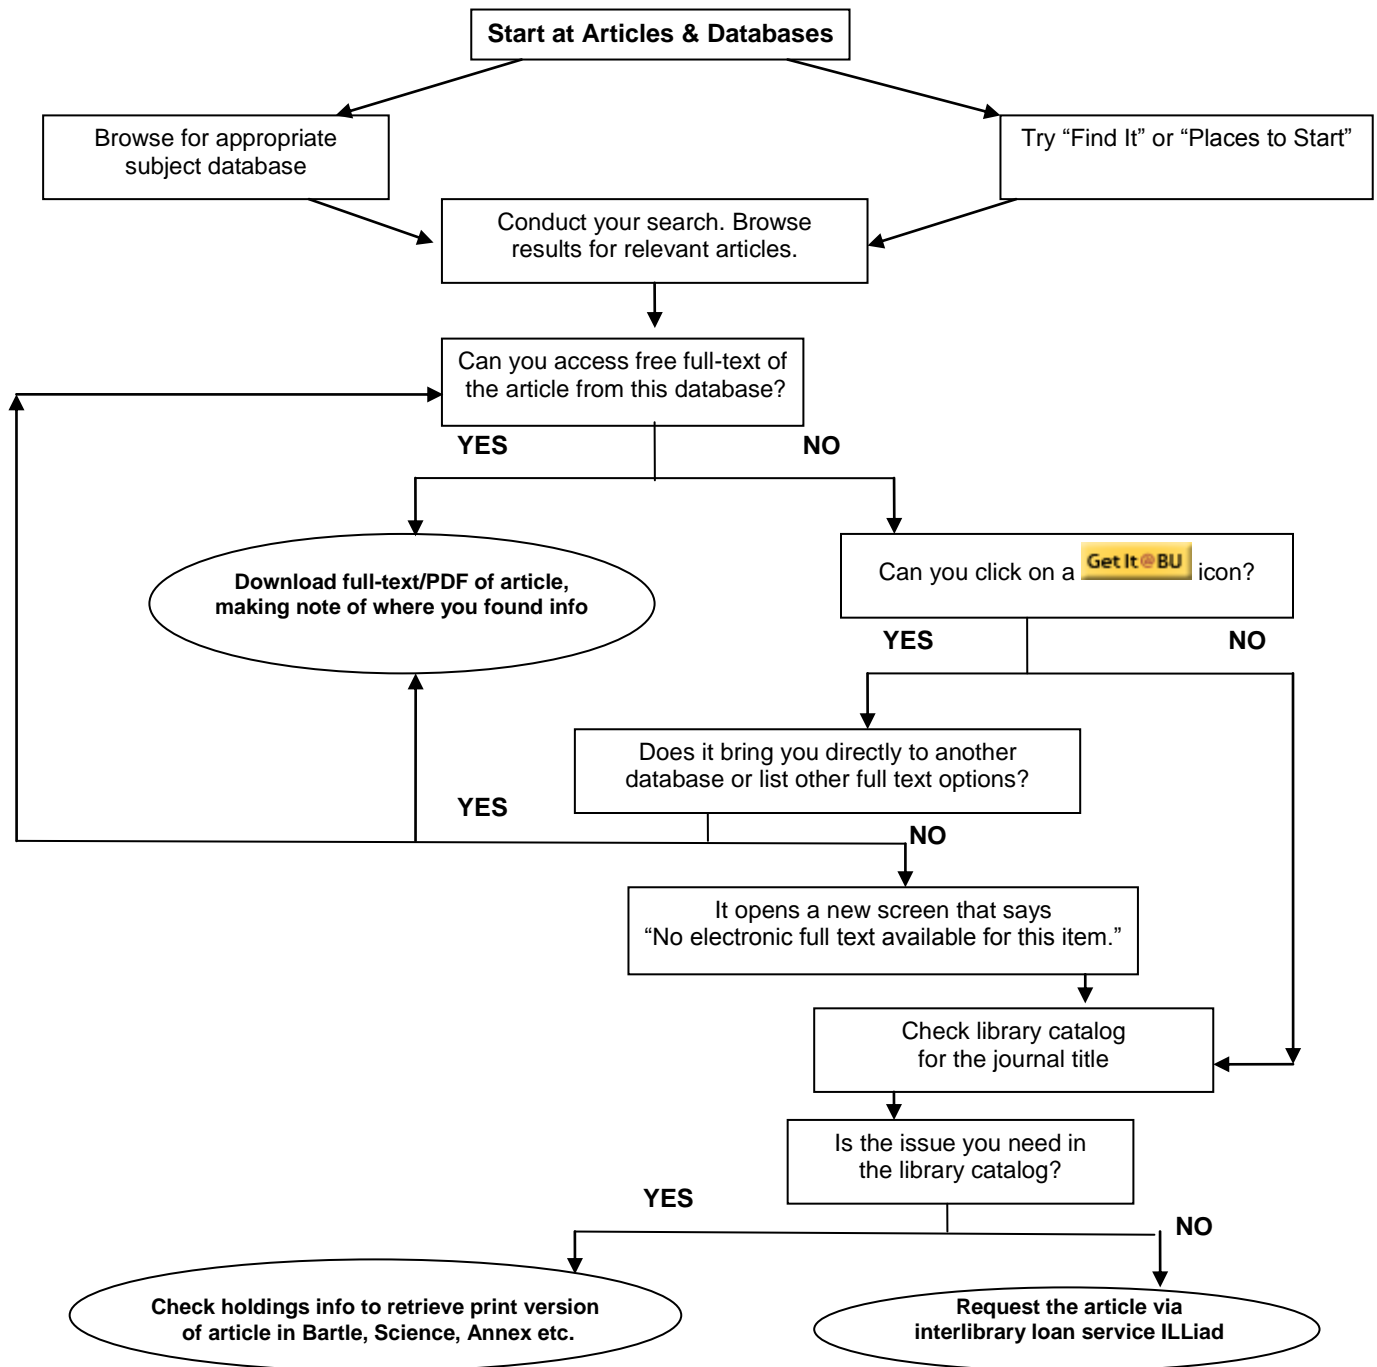 Start at Articles & Databases
Browse for appropriate
subject database
Try “Find It” or “Places to Start”
Conduct your search. Browse
results for relevant articles.
Can you access free full-text of
the article from this database?
YES
NO
Download full-text/PDF of article,
making note of where you found info
Can you click on a Get It@BU icon?
YES
NO
Does it bring you directly to another
database or list other full text options?
YES
NO
It opens a new screen that says
“No electronic full text available for this item.”
Check library catalog
for the journal title
Is the issue you need in
the library catalog?
YES
NO
Check holdings info to retrieve print version
of article in Bartle, Science, Annex etc.
Request the article via
interlibrary loan service ILLiad